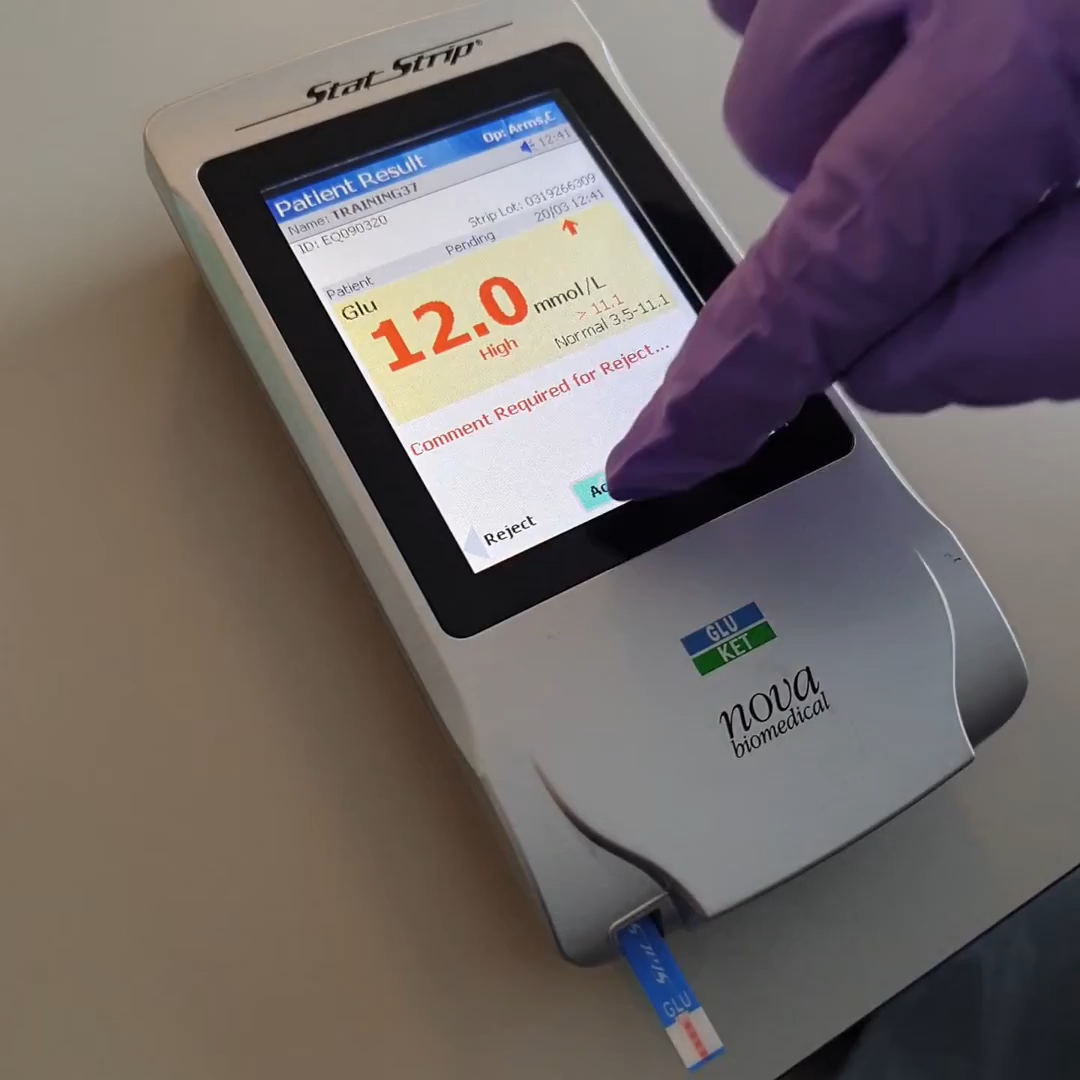 Stat Strip®
Patient Result Op: Arms,C
Name: TRAINING37 12:41
ID: EQ090320 Strip Lot: 0319266309
Patient Pending 20/03 12:41
Glu
12.0 mmol/L
High > 11.1
Normal 3.5-11.1
Comment Required for Reject...
Reject
GLU
KET
nova
biomedical
GLU